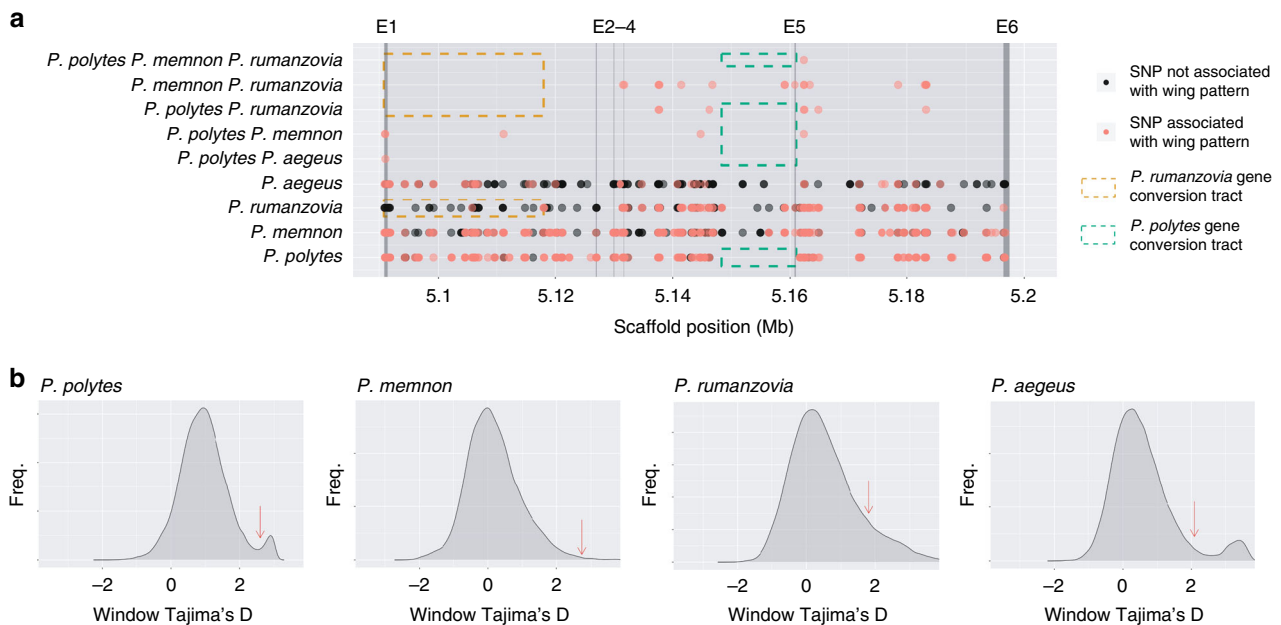 a
E1 E2–4 E5 E6
P. polytes P. memnon P. rumanzovia
P. memnon P. rumanzovia
P. polytes P. rumanzovia
P. polytes P. memnon
P. polytes P. aegeus
P. aegeus
P. rumanzovia
P. memnon
P. polytes
5.1 5.12 5.14 5.16 5.18 5.2
Scaffold position (Mb)
SNP not associated
with wing pattern
SNP associated
with wing pattern
P. rumanzovia gene
conversion tract
P. polytes gene
conversion tract
b
P. polytes
Freq.
–2 0 2
Window Tajima's D
P. memnon
Freq.
–2 0 2
Window Tajima's D
P. rumanzovia
Freq.
–2 0 2
Window Tajima's D
P. aegeus
Freq.
–2 0 2
Window Tajima's D